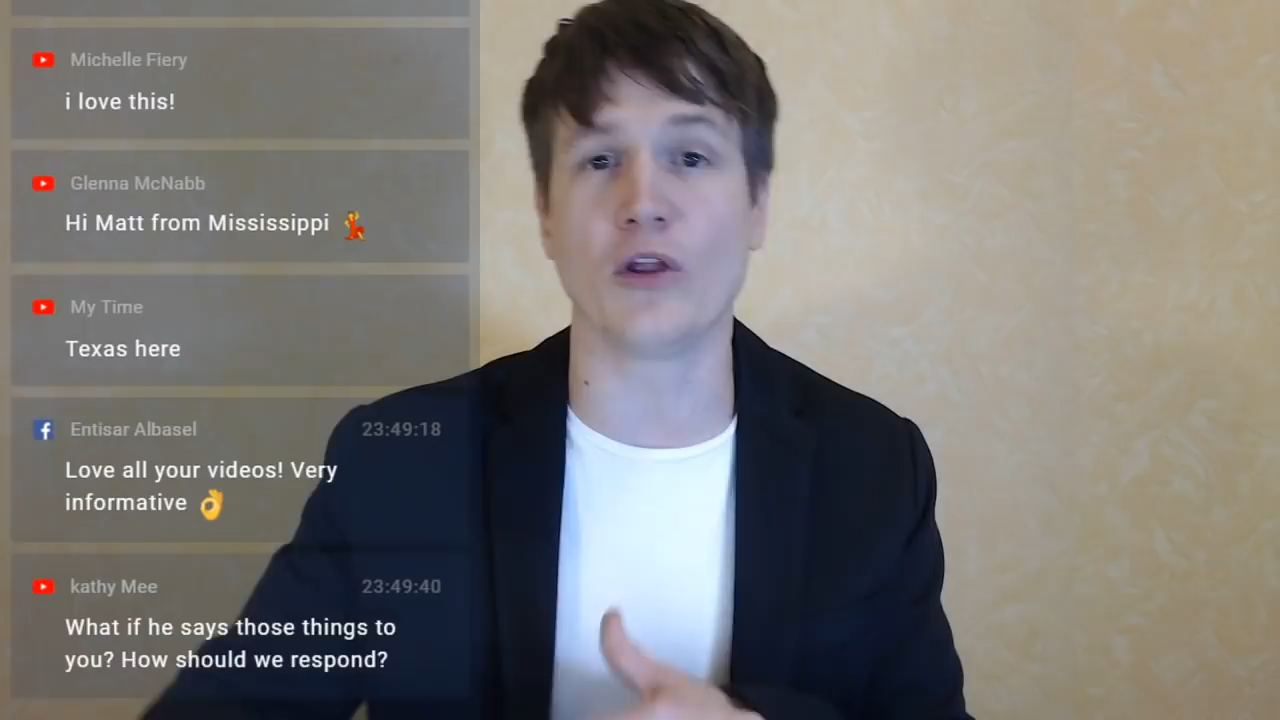 Michelle Fiery
i love this!
Glenna McNabb
Hi Matt from Mississippi 💃
My Time
Texas here
Entisar Albasel 23:49:18
Love all your videos! Very
informative 👌
kathy Mee 23:49:40
What if he says those things to
you? How should we respond?